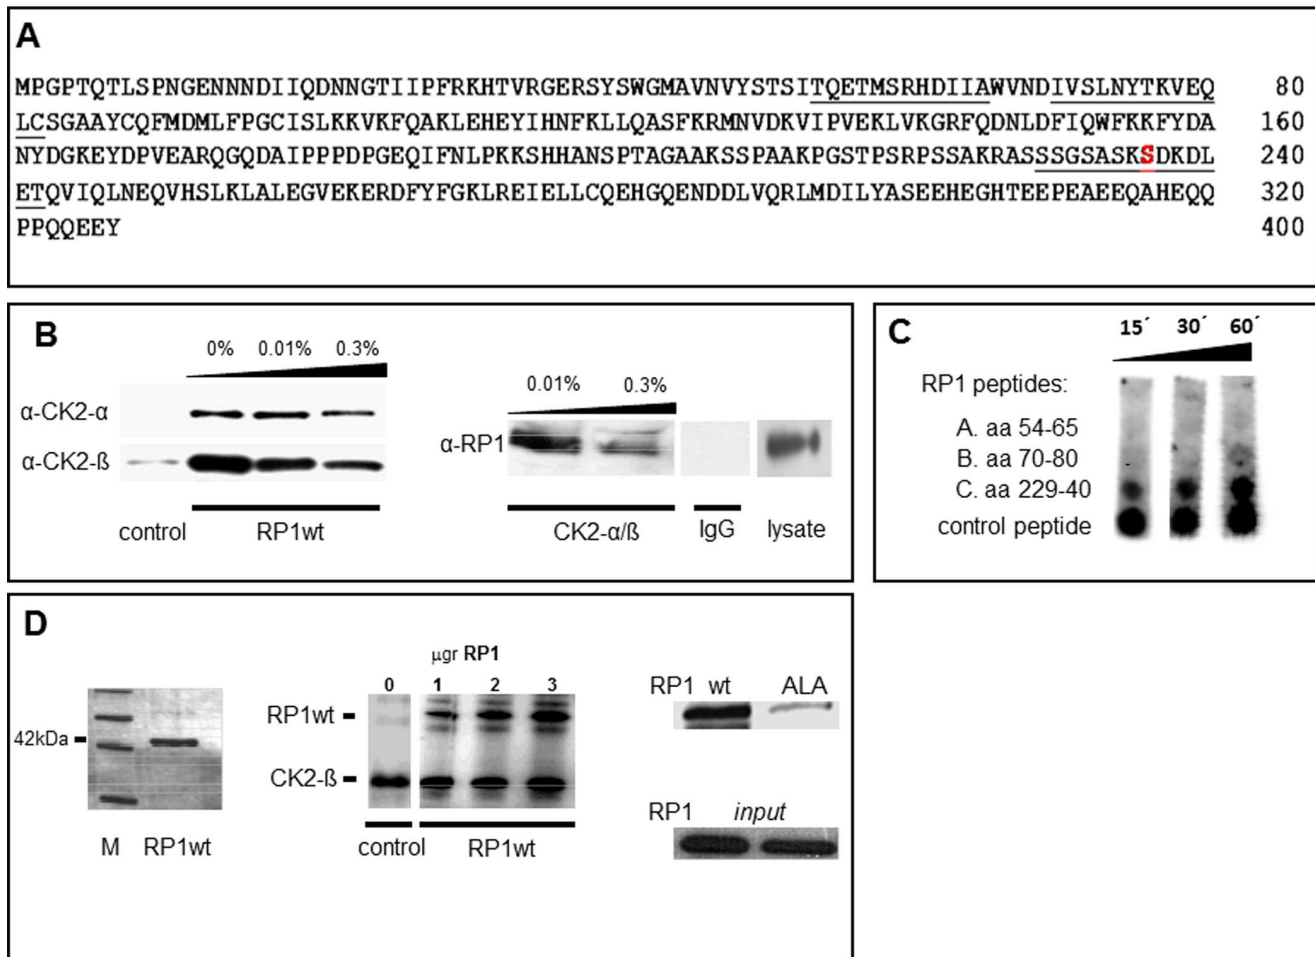 A
MPGPTQTLSPNGENNNDIIQDNNGTIIPFRKHTVRGERSYSWGMAVNVYSTSITQETMSRHDIIAWVNDIVSLNYTKVEQ 80
LCSGAAYCQFMDMLFPGCISLKKVKFQAKLEHEYIHNFKLLQASFKRMNVDKVIPVEKLVKGRFQDNLDFIQWFKKFYDA 160
NYDGKEYDPVEARQGQDAIPPPDPGEQIFNLPKKSHHANSPTAGAAKSSPAAKPGSTPSRPSSAKRASSSGSASKSDKDL 240
ETQVIQLNEQVHSLKLALEGVEKERDFYFGKLREIELLCQEHGQENDDLVQRLMDILYASEEHEGHTEEPEAEEQAHEQQ 320
PPQQEEY 400
B
0% 0.01% 0.3%
α-CK2-α
α-CK2-ß
control RP1wt
0.01% 0.3%
α-RP1
CK2-α/ß IgG lysate
C
15´ 30´ 60´
RP1 peptides:
A. aa 54-65
B. aa 70-80
C. aa 229-40
control peptide
D
42kDa
M RP1wt
µgr RP1
0 1 2 3
RP1wt
CK2-ß
control RP1wt
RP1 wt ALA
RP1 input